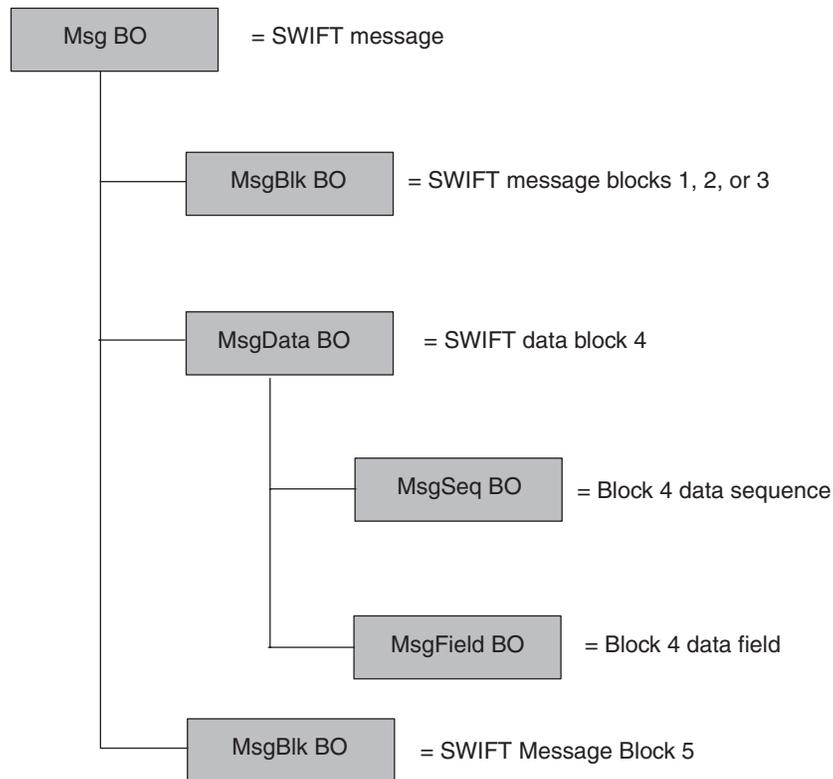 Msg BO = SWIFT message
MsgBlk BO = SWIFT message blocks 1, 2, or 3
MsgData BO = SWIFT data block 4
MsgSeq BO = Block 4 data sequence
MsgField BO = Block 4 data field
MsgBlk BO = SWIFT Message Block 5